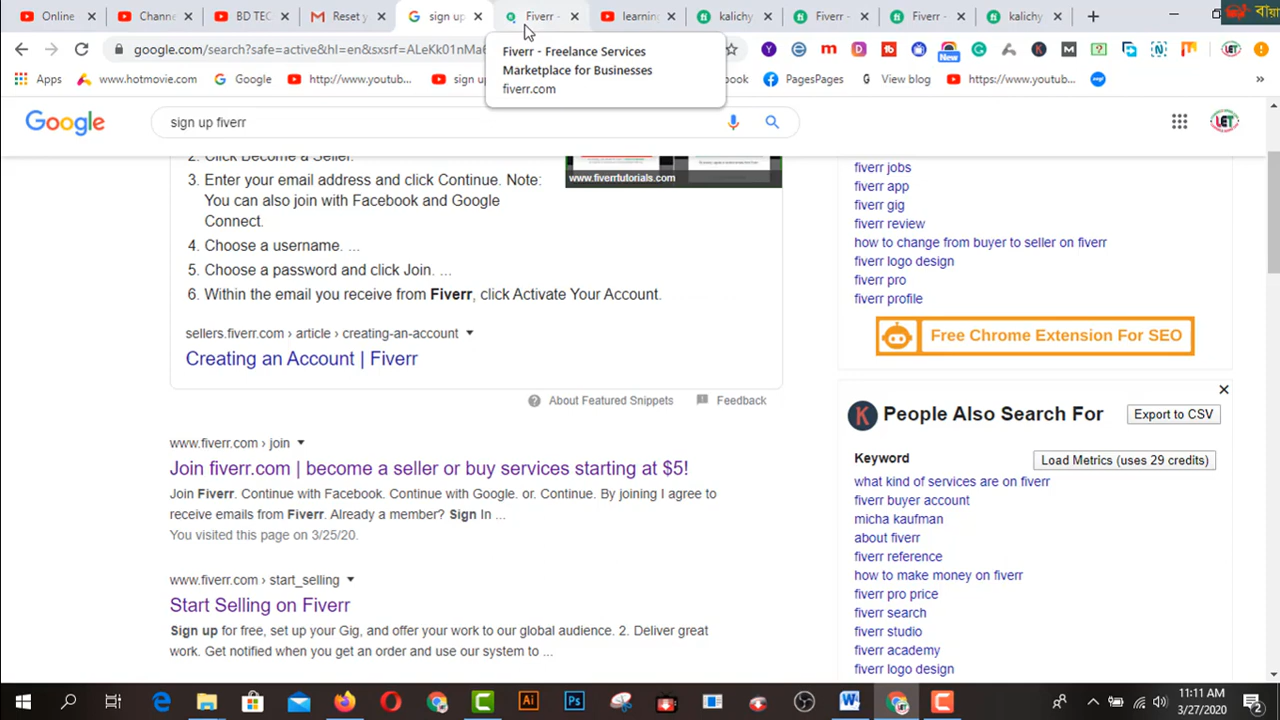 Online
Channe
BD TEC
Reset y
sign up
Fiverr -
learning
kalichy
Fiverr -
Fiverr -
kalichy
বাংলা
google.com/search?safe=active&hl=en&sxsrf=ALeKk01nMa
Apps
www.hotmovie.com
Google
http://www.youtub...
sign up
book
PagesPages
View blog
https://www.youtub...
New
Fiverr - Freelance Services
Marketplace for Businesses
fiverr.com
Google
sign up fiverr
LET
2. Click Become a Seller.
3. Enter your email address and click Continue. Note:
You can also join with Facebook and Google
Connect.
4. Choose a username. ...
5. Choose a password and click Join. ...
6. Within the email you receive from Fiverr, click Activate Your Account.
www.fiverrtutorials.com
sellers.fiverr.com › article › creating-an-account
Creating an Account | Fiverr
About Featured Snippets
Feedback
www.fiverr.com › join
Join fiverr.com | become a seller or buy services starting at $5!
Join Fiverr. Continue with Facebook. Continue with Google. or. Continue. By joining I agree to
receive emails from Fiverr. Already a member? Sign In ...
You visited this page on 3/25/20.
www.fiverr.com › start_selling
Start Selling on Fiverr
Sign up for free, set up your Gig, and offer your work to our global audience. 2. Deliver great
work. Get notified when you get an order and use our system to ...
fiverr jobs
fiverr app
fiverr gig
fiverr review
how to change from buyer to seller on fiverr
fiverr logo design
fiverr pro
fiverr profile
Free Chrome Extension For SEO
K People Also Search For
Export to CSV
Keyword
Load Metrics (uses 29 credits)
what kind of services are on fiverr
fiverr buyer account
micha kaufman
about fiverr
fiverr reference
how to make money on fiverr
fiverr pro price
fiverr search
fiverr studio
fiverr academy
fiverr logo design
11:11 AM
3/27/2020
2